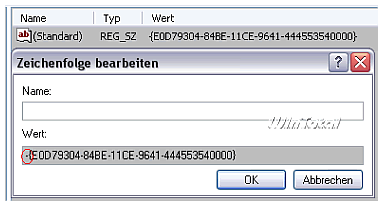 Name Typ Wert
ab (Standard) REG_SZ {E0D79304-84BE-11CE-9641-444553540000}
Zeichenfolge bearbeiten
Name:
WinTotal
Wert:
-{E0D79304-84BE-11CE-9641-444553540000}
OK Abbrechen